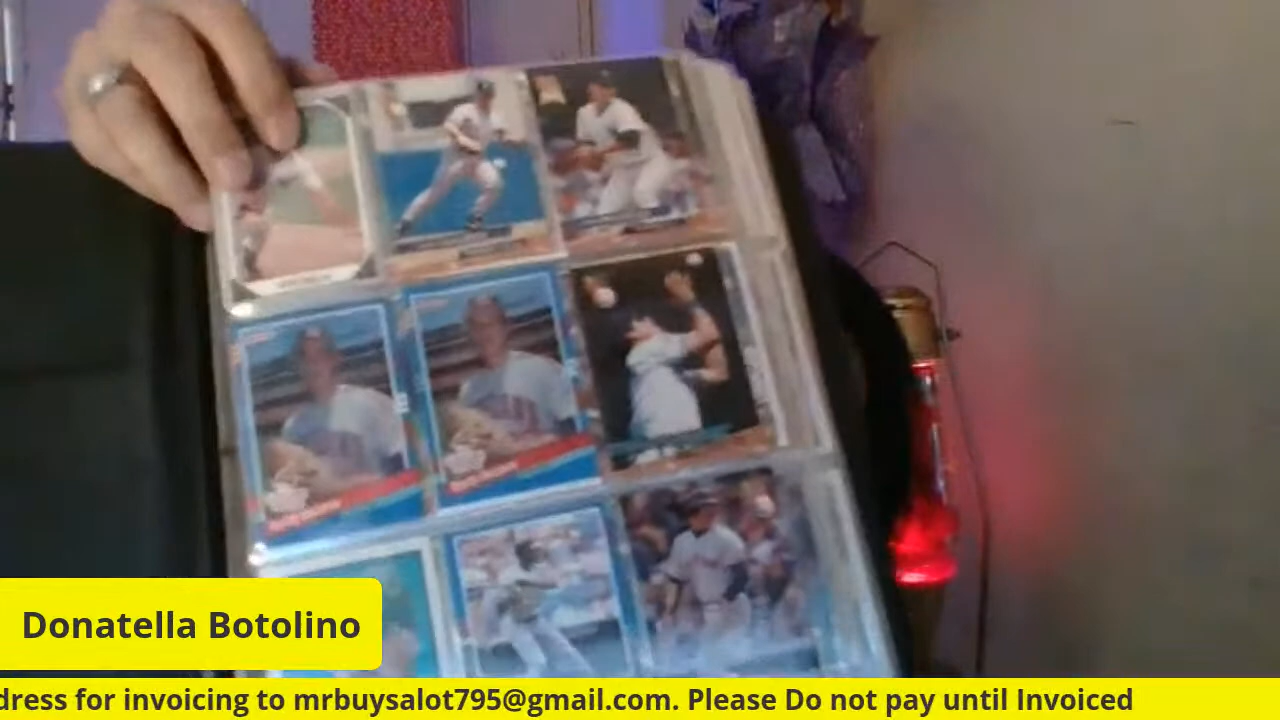 Donatella Botolino
dress for invoicing to mrbuysalot795@gmail.com. Please Do not pay until Invoiced